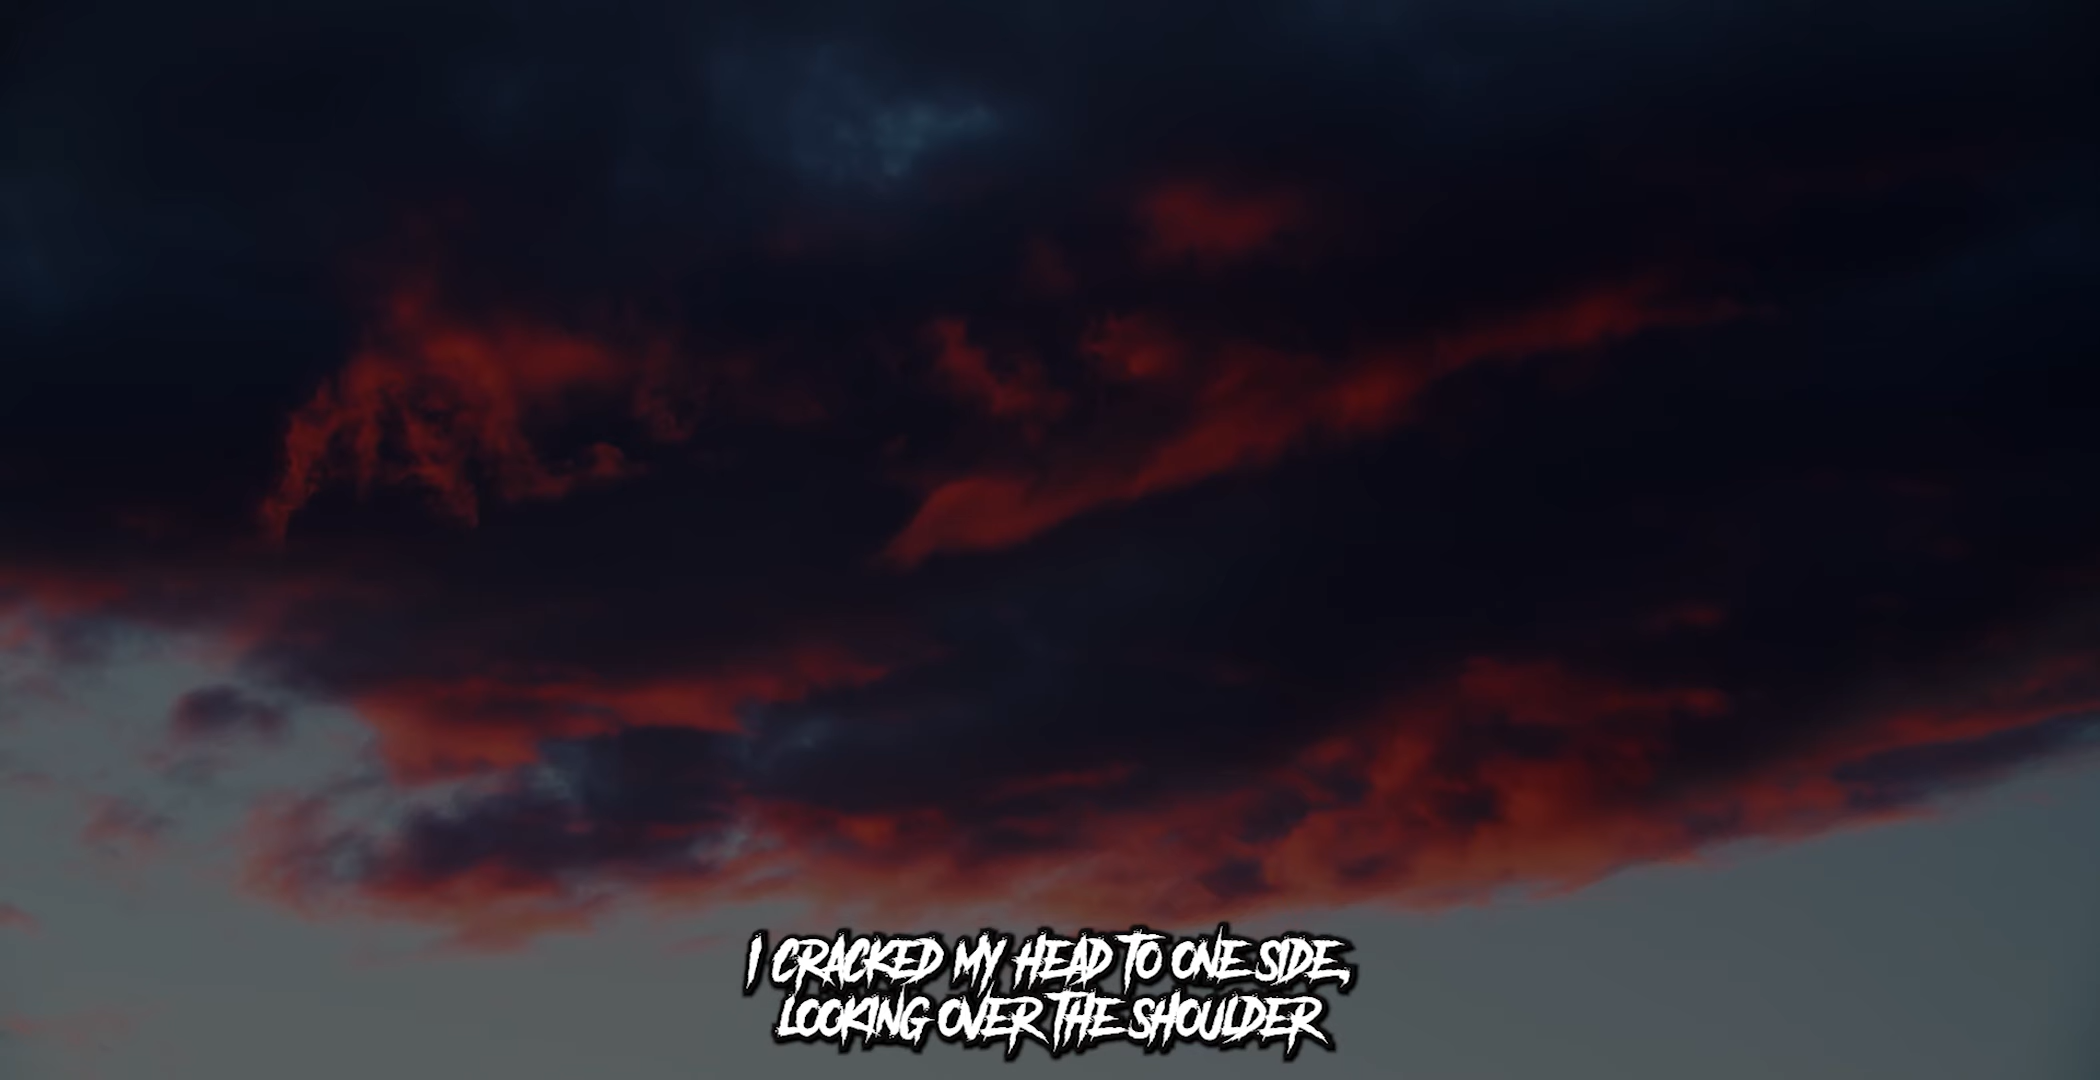 I CRACKED MY HEAD TO ONE SIDE,
LOOKING OVER THE SHOULDER